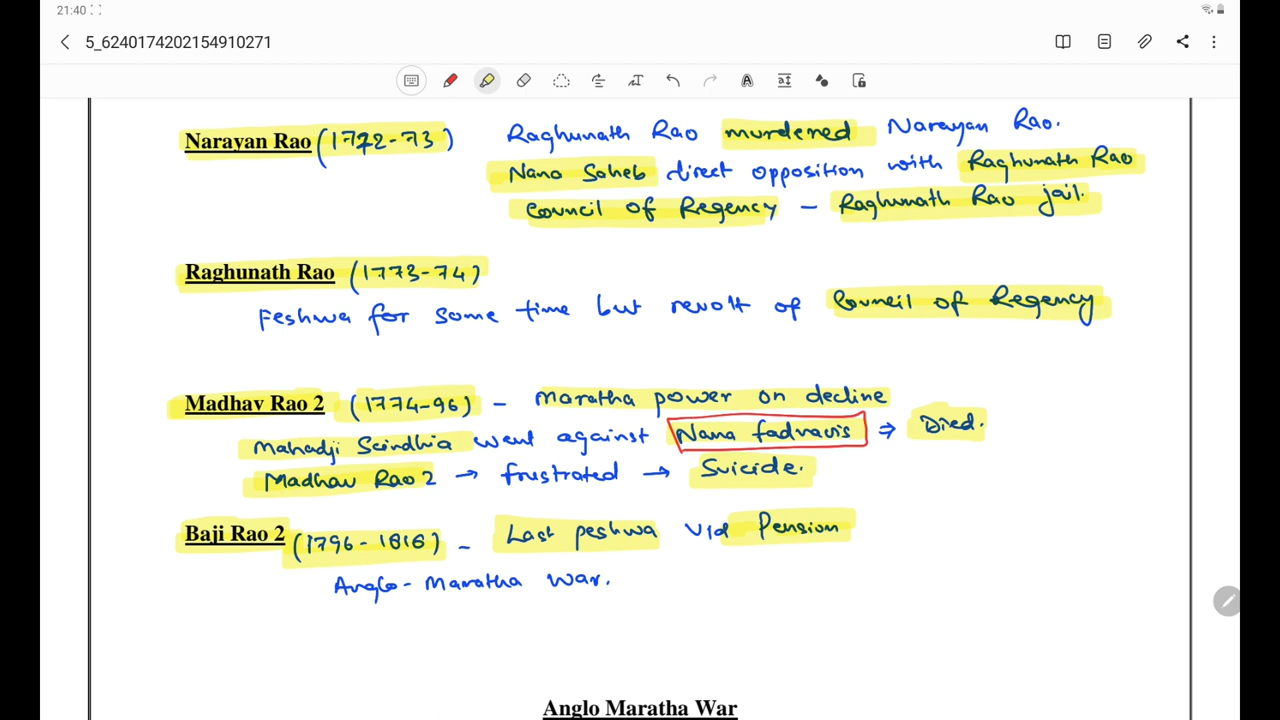 21:40
5_6240174202154910271
Narayan Rao (1772-73) Raghunath Rao murdered Narayan Rao.
Nana Saheb direct opposition with Raghunath Rao
Council of Regency - Raghunath Rao jail.
Raghunath Rao (1773-74)
Peshwa for some time but revolt of Council of Regency
Madhav Rao 2 (1774-96) - Maratha power on decline
Mahadji Scindhia went against Nana fadnavis ⇒ Died.
Madhav Rao 2 → frustrated → Suicide.
Baji Rao 2 (1796-1818) - Last peshwa vid Pension
Anglo-Maratha War.
Anglo Maratha War